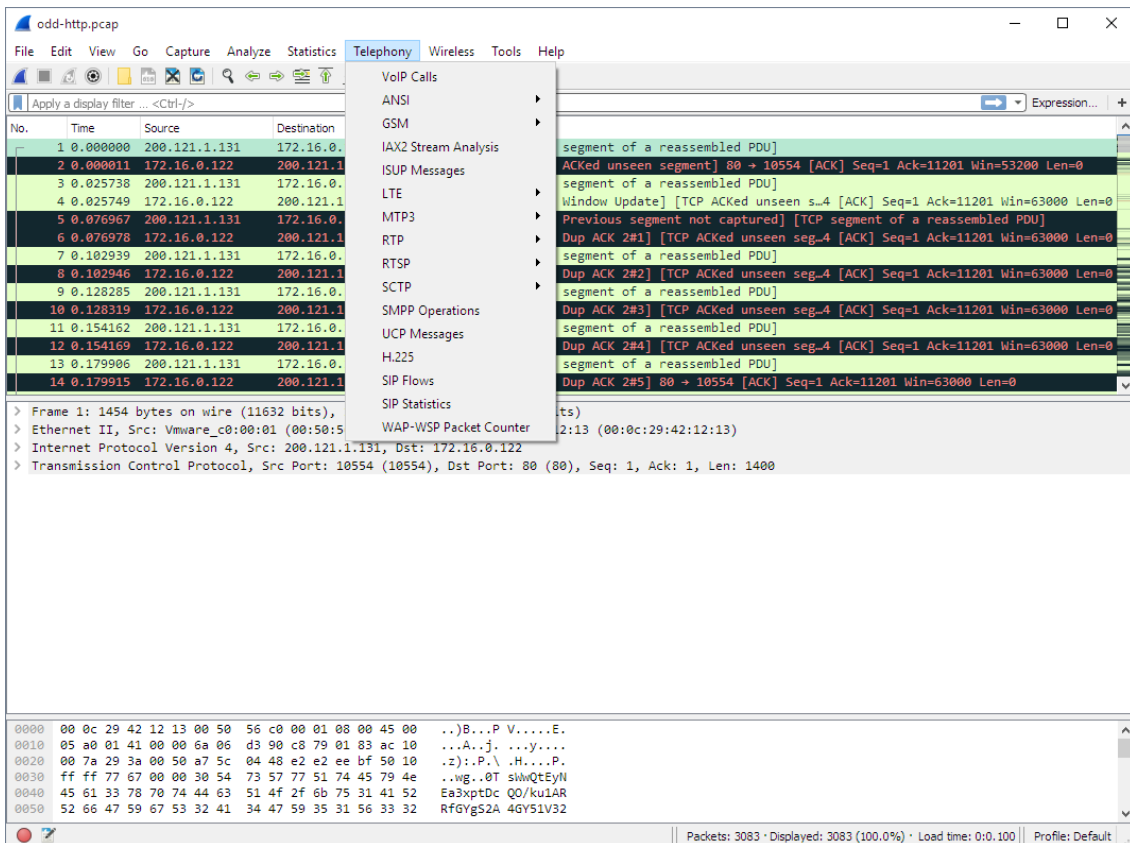 odd-http.pcap
File Edit View Go Capture Analyze Statistics Telephony Wireless Tools Help
Apply a display filter ... <Ctrl-/> Expression... +
VoIP Calls
ANSI
GSM
IAX2 Stream Analysis
ISUP Messages
LTE
MTP3
RTP
RTSP
SCTP
SMPP Operations
UCP Messages
H.225
SIP Flows
SIP Statistics
WAP-WSP Packet Counter
No. Time Source Destination
1 0.000000 200.121.1.131 172.16.0. segment of a reassembled PDU]
2 0.000011 172.16.0.122 200.121.1 ACKed unseen segment] 80 → 10554 [ACK] Seq=1 Ack=11201 Win=53200 Len=0
3 0.025738 200.121.1.131 172.16.0. segment of a reassembled PDU]
4 0.025749 172.16.0.122 200.121.1 Window Update] [TCP ACKed unseen s…4 [ACK] Seq=1 Ack=11201 Win=63000 Len=0
5 0.076967 200.121.1.131 172.16.0. Previous segment not captured] [TCP segment of a reassembled PDU]
6 0.076978 172.16.0.122 200.121.1 Dup ACK 2#1] [TCP ACKed unseen seg…4 [ACK] Seq=1 Ack=11201 Win=63000 Len=0
7 0.102939 200.121.1.131 172.16.0. segment of a reassembled PDU]
8 0.102946 172.16.0.122 200.121.1 Dup ACK 2#2] [TCP ACKed unseen seg…4 [ACK] Seq=1 Ack=11201 Win=63000 Len=0
9 0.128285 200.121.1.131 172.16.0. segment of a reassembled PDU]
10 0.128319 172.16.0.122 200.121.1 Dup ACK 2#3] [TCP ACKed unseen seg…4 [ACK] Seq=1 Ack=11201 Win=63000 Len=0
11 0.154162 200.121.1.131 172.16.0. segment of a reassembled PDU]
12 0.154169 172.16.0.122 200.121.1 Dup ACK 2#4] [TCP ACKed unseen seg…4 [ACK] Seq=1 Ack=11201 Win=63000 Len=0
13 0.179906 200.121.1.131 172.16.0. segment of a reassembled PDU]
14 0.179915 172.16.0.122 200.121.1 Dup ACK 2#5] 80 → 10554 [ACK] Seq=1 Ack=11201 Win=63000 Len=0
> Frame 1: 1454 bytes on wire (11632 bits), ts)
> Ethernet II, Src: Vmware_c0:00:01 (00:50:5 12:13 (00:0c:29:42:12:13)
> Internet Protocol Version 4, Src: 200.121.1.131, Dst: 172.16.0.122
> Transmission Control Protocol, Src Port: 10554 (10554), Dst Port: 80 (80), Seq: 1, Ack: 1, Len: 1400
0000 00 0c 29 42 12 13 00 50 56 c0 00 01 08 00 45 00 ..)B...P V.....E.
0010 05 a0 01 41 00 00 6a 06 d3 90 c8 79 01 83 ac 10 ...A..j. ...y....
0020 00 7a 29 3a 00 50 a7 5c 04 48 e2 e2 ee bf 50 10 .z):.P.\ .H....P.
0030 ff ff 77 67 00 00 30 54 73 57 77 51 74 45 79 4e ..wg..0T sWwQtEyN
0040 45 61 33 78 70 74 44 63 51 4f 2f 6b 75 31 41 52 Ea3xptDc QO/ku1AR
0050 52 66 47 59 67 53 32 41 34 47 59 35 31 56 33 32 RfGYgS2A 4GY51V32
Packets: 3083 · Displayed: 3083 (100.0%) · Load time: 0:0.100 Profile: Default